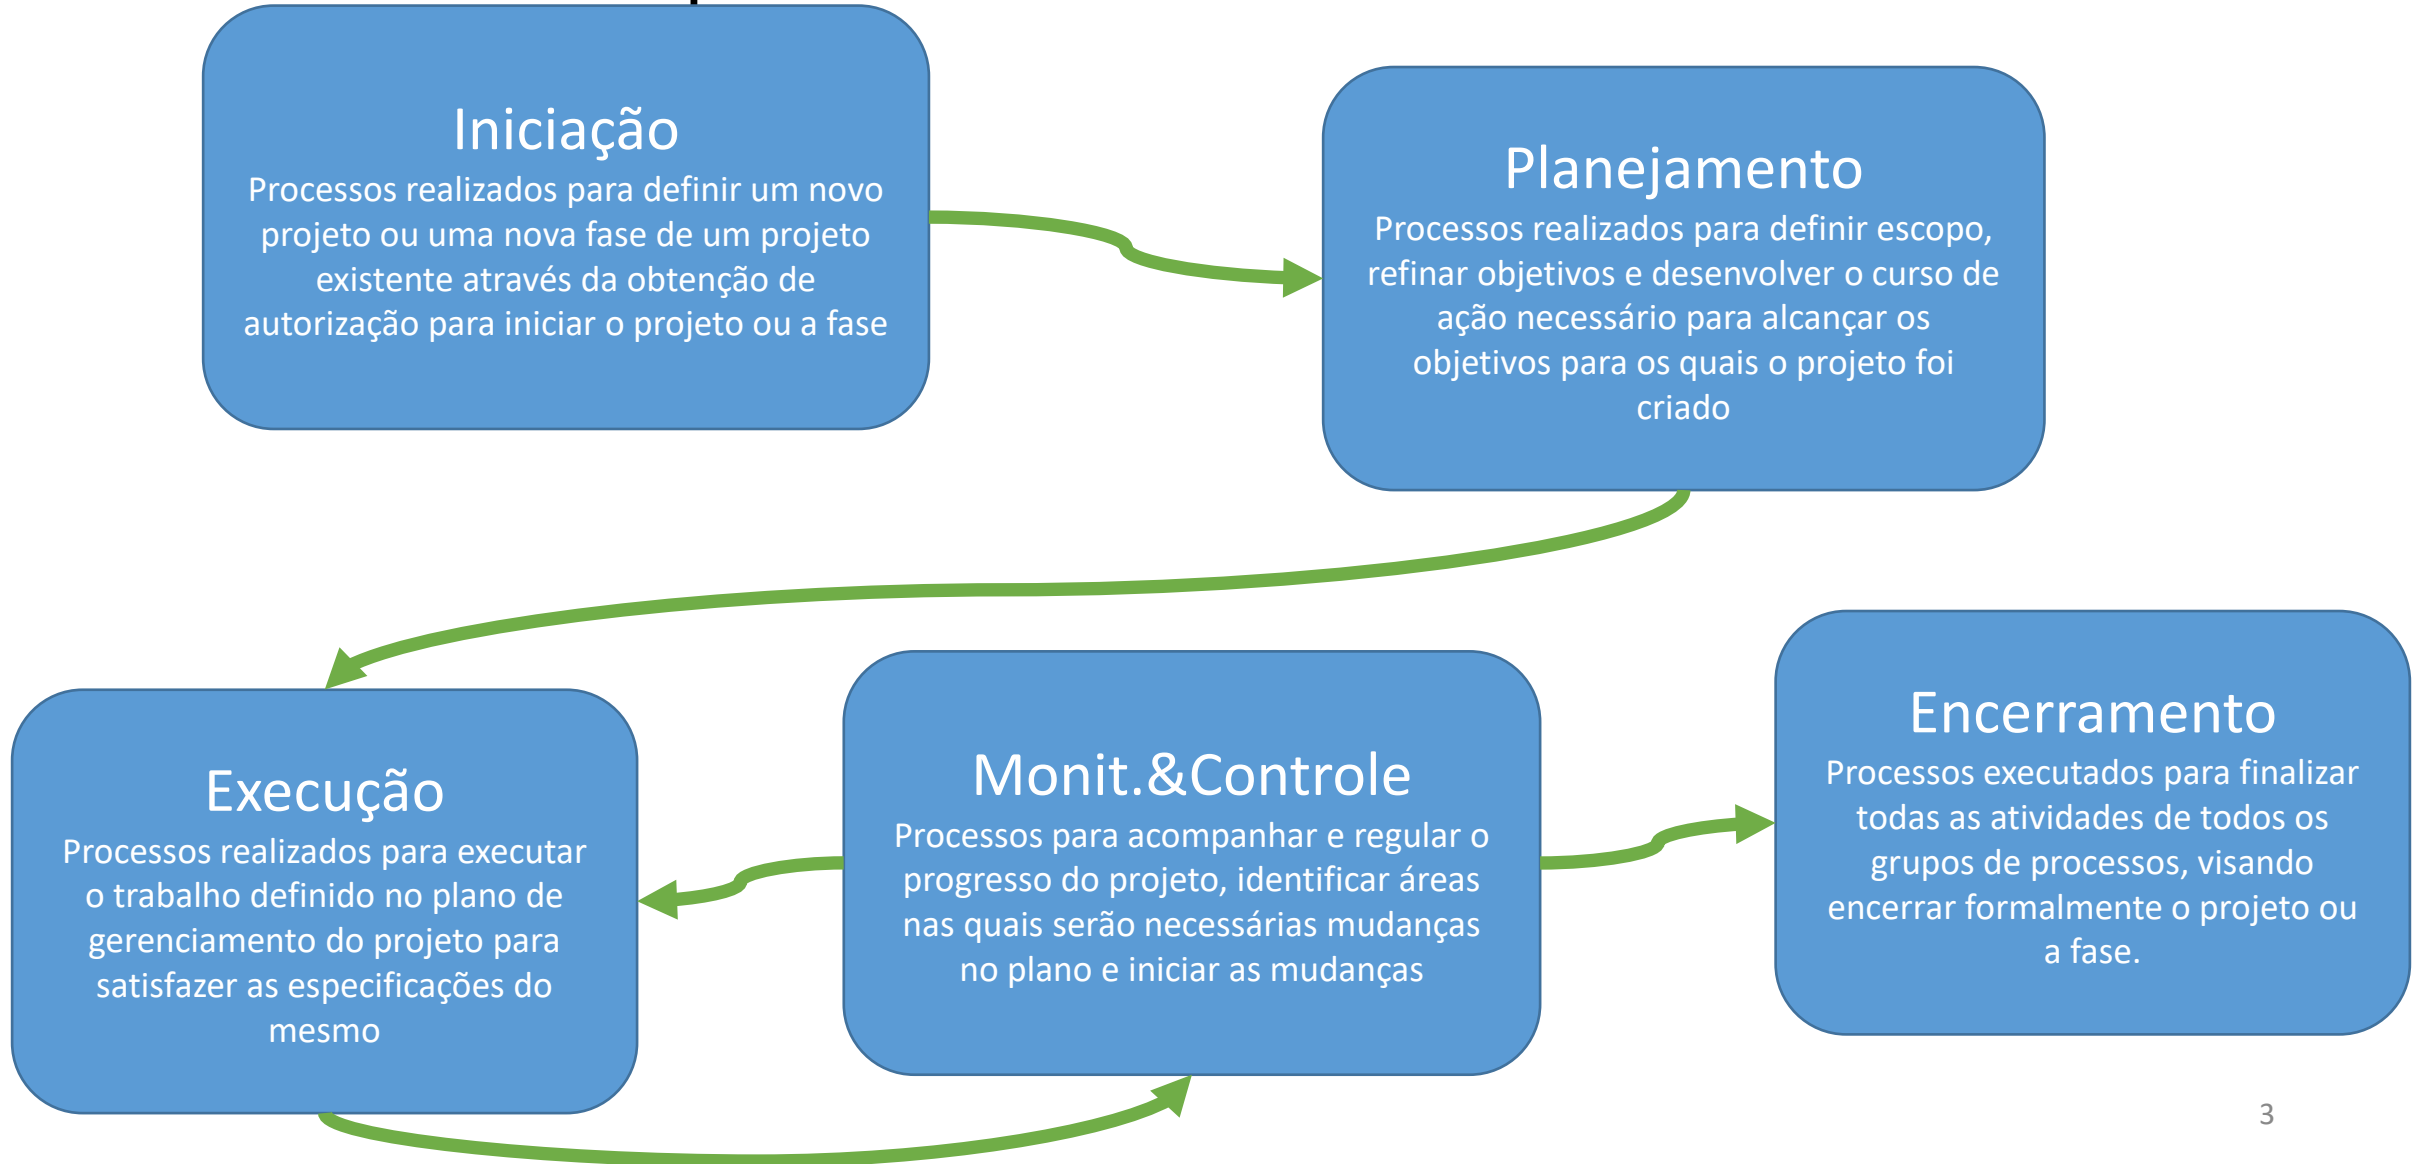 Iniciação
Processos realizados para definir um novo
projeto ou uma nova fase de um projeto
existente através da obtenção de
autorização para iniciar o projeto ou a fase
Planejamento
Processos realizados para definir escopo,
refinar objetivos e desenvolver o curso de
ação necessário para alcançar os
objetivos para os quais o projeto foi
criado
Execução
Processos realizados para executar
o trabalho definido no plano de
gerenciamento do projeto para
satisfazer as especificações do
mesmo
Monit.&Controle
Processos para acompanhar e regular o
progresso do projeto, identificar áreas
nas quais serão necessárias mudanças
no plano e iniciar as mudanças
Encerramento
Processos executados para finalizar
todas as atividades de todos os
grupos de processos, visando
encerrar formalmente o projeto ou
a fase.
3